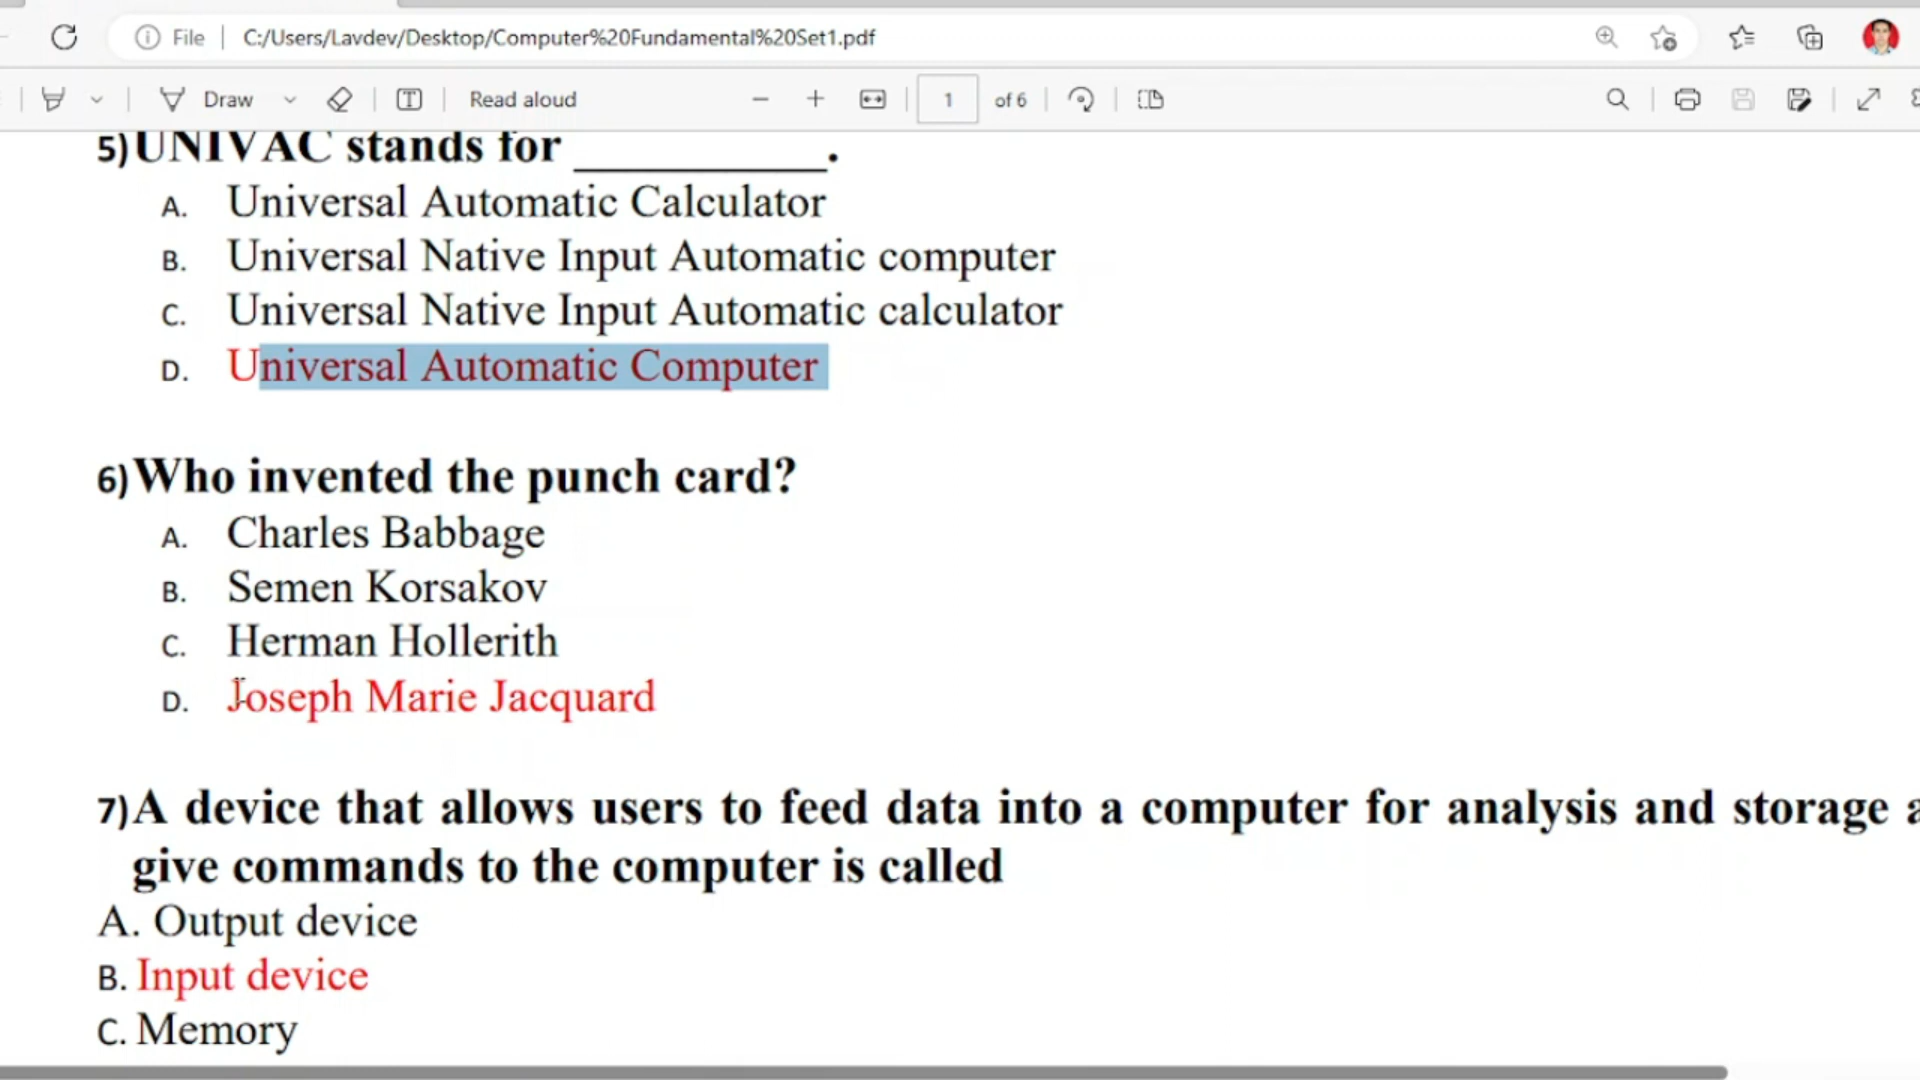 File C:/Users/Lavdev/Desktop/Computer%20Fundamental%20Set1.pdf
Draw Read aloud 1 of 6
5) UNIVAC stands for ___________.
A. Universal Automatic Calculator
B. Universal Native Input Automatic computer
C. Universal Native Input Automatic calculator
D. Universal Automatic Computer
6) Who invented the punch card?
A. Charles Babbage
B. Semen Korsakov
C. Herman Hollerith
D. Joseph Marie Jacquard
7) A device that allows users to feed data into a computer for analysis and storage a
give commands to the computer is called
A. Output device
B. Input device
C. Memory